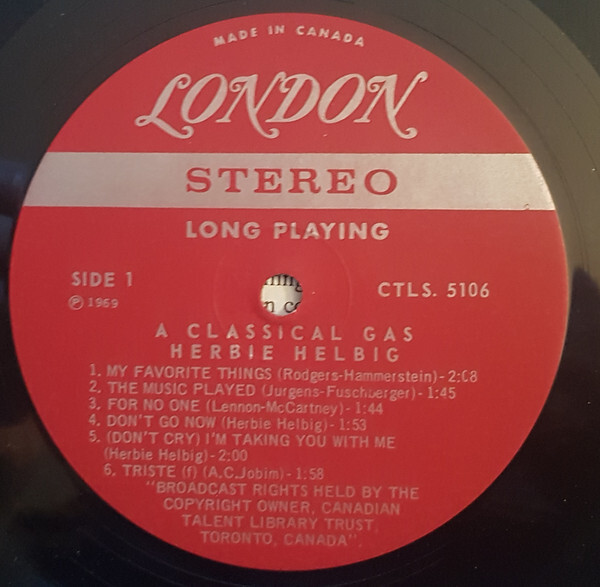 MADE IN CANADA
LONDON
STEREO
LONG PLAYING
SIDE 1
CTLS. 5106
℗ 1969
A CLASSICAL GAS
HERBIE HELBIG
1. MY FAVORITE THINGS (Rodgers-Hammerstein) - 2:08
2. THE MUSIC PLAYED (Jurgens-Fuschberger) - 1:45
3. FOR NO ONE (Lennon-McCartney) - 1:44
4. DON'T GO NOW (Herbie Helbig) - 1:53
5. (DON'T CRY) I'M TAKING YOU WITH ME
(Herbie Helbig) - 2:00
6. TRISTE (f) (A.C.Jobim) - 1:58
"BROADCAST RIGHTS HELD BY THE
COPYRIGHT OWNER, CANADIAN
TALENT LIBRARY TRUST,
TORONTO, CANADA".